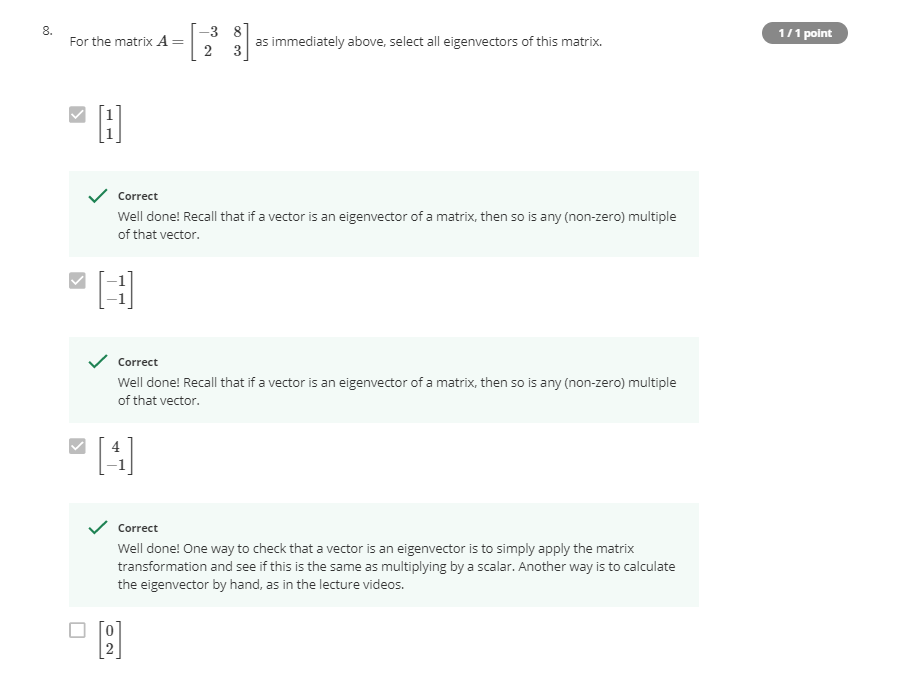 8.
1 / 1 point
For the matrix A = [−3 8
2 3] as immediately above, select all eigenvectors of this matrix.
[1
1]
Correct
Well done! Recall that if a vector is an eigenvector of a matrix, then so is any (non-zero) multiple
of that vector.
[−1
−1]
Correct
Well done! Recall that if a vector is an eigenvector of a matrix, then so is any (non-zero) multiple
of that vector.
[4
−1]
Correct
Well done! One way to check that a vector is an eigenvector is to simply apply the matrix
transformation and see if this is the same as multiplying by a scalar. Another way is to calculate
the eigenvector by hand, as in the lecture videos.
[0
2]